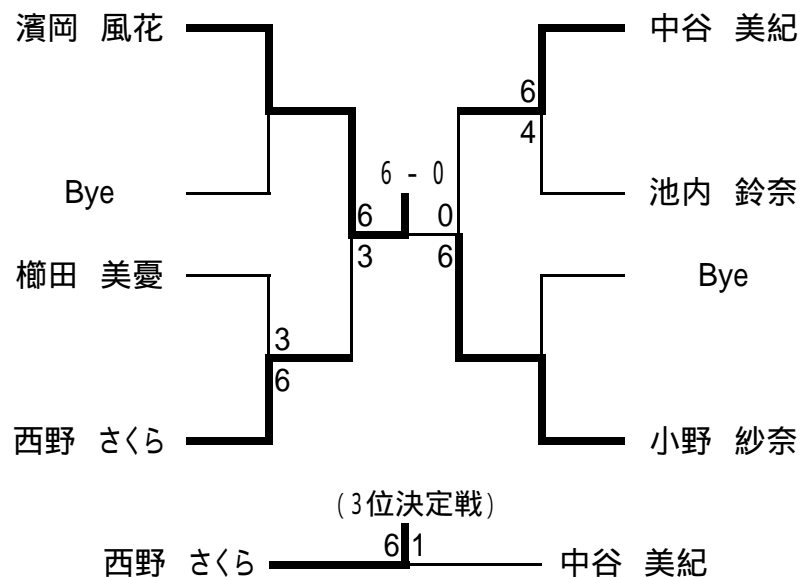 濱岡 風花 中谷 美紀
6
4
6 - 0
Bye 池内 鈴奈
6 0
3 6
櫛田 美憂 Bye
3
6
西野 さくら 小野 紗奈
(3位決定戦)
6 1
西野 さくら 中谷 美紀